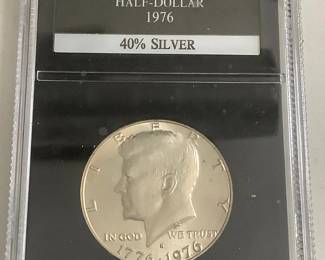 HALF-DOLLAR
1976
40% SILVER
LIBERTY
IN GOD WE TRUST
S
1776·1976